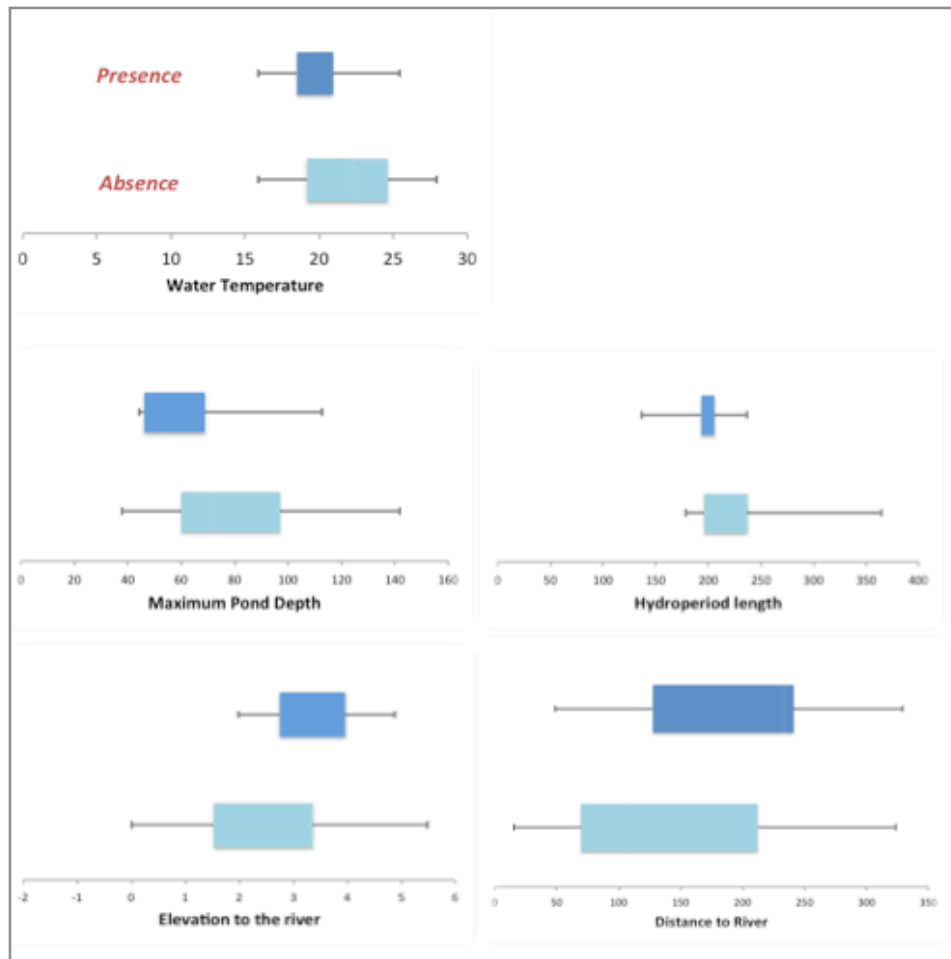 Presence
Absence
0 5 10 15 20 25 30
Water Temperature
0 20 40 60 80 100 120 140 160
Maximum Pond Depth
0 50 100 150 200 250 300 350 400
Hydroperiod length
-2 -1 0 1 2 3 4 5 6
Elevation to the river
0 50 100 150 200 250 300 350
Distance to River